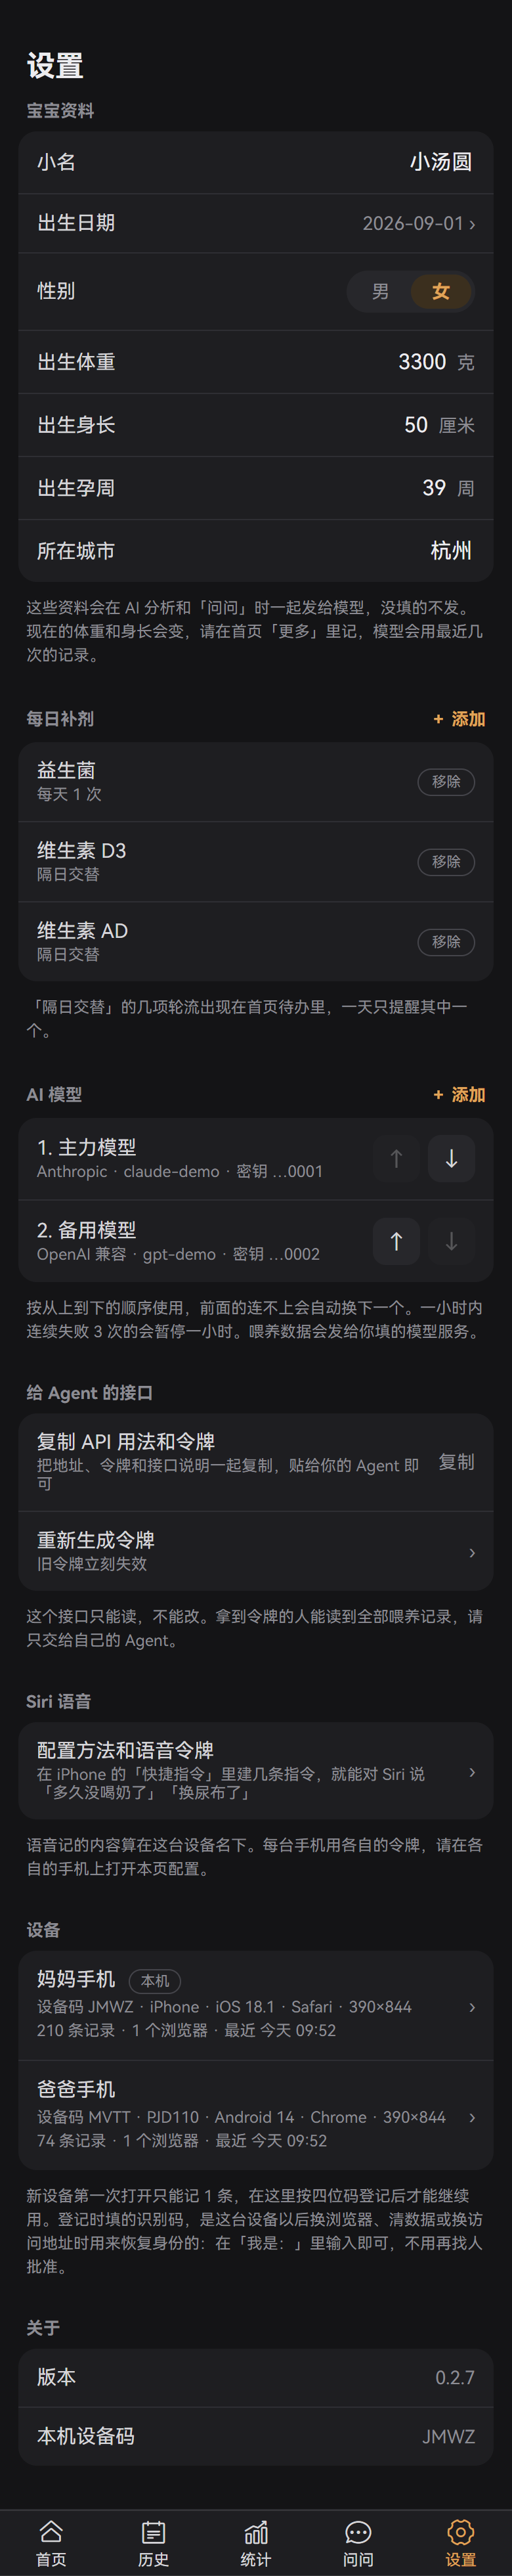 设置
宝宝资料
小名 小汤圆
出生日期 2026-09-01 ›
性别 男 女
出生体重 3300 克
出生身长 50 厘米
出生孕周 39 周
所在城市 杭州
这些资料会在 AI 分析和「问问」时一起发给模型，没填的不发。
现在的体重和身长会变，请在首页「更多」里记，模型会用最近几
次的记录。
每日补剂 + 添加
益生菌
每天 1 次
移除
维生素 D3
隔日交替
移除
维生素 AD
隔日交替
移除
「隔日交替」的几项轮流出现在首页待办里，一天只提醒其中一
个。
AI 模型 + 添加
1. 主力模型
Anthropic · claude-demo · 密钥 …0001
↑ ↓
2. 备用模型
OpenAI 兼容 · gpt-demo · 密钥 …0002
↑ ↓
按从上到下的顺序使用，前面的连不上会自动换下一个。一小时内
连续失败 3 次的会暂停一小时。喂养数据会发给你填的模型服务。
给 Agent 的接口
复制 API 用法和令牌
把地址、令牌和接口说明一起复制，贴给你的 Agent 即
可
复制
重新生成令牌
旧令牌立刻失效
›
这个接口只能读，不能改。拿到令牌的人能读到全部喂养记录，请
只交给自己的 Agent。
Siri 语音
配置方法和语音令牌
在 iPhone 的「快捷指令」里建几条指令，就能对 Siri 说
「多久没喝奶了」「换尿布了」
›
语音记的内容算在这台设备名下。每台手机用各自的令牌，请在各
自的手机上打开本页配置。
设备
妈妈手机 本机
设备码 JMWZ · iPhone · iOS 18.1 · Safari · 390×844
210 条记录 · 1 个浏览器 · 最近 今天 09:52
›
爸爸手机
设备码 MVTT · PJD110 · Android 14 · Chrome · 390×844
74 条记录 · 1 个浏览器 · 最近 今天 09:52
›
新设备第一次打开只能记 1 条，在这里按四位码登记后才能继续
用。登记时填的识别码，是这台设备以后换浏览器、清数据或换访
问地址时用来恢复身份的：在「我是：」里输入即可，不用再找人
批准。
关于
版本 0.2.7
本机设备码 JMWZ
首页 历史 统计 问问 设置